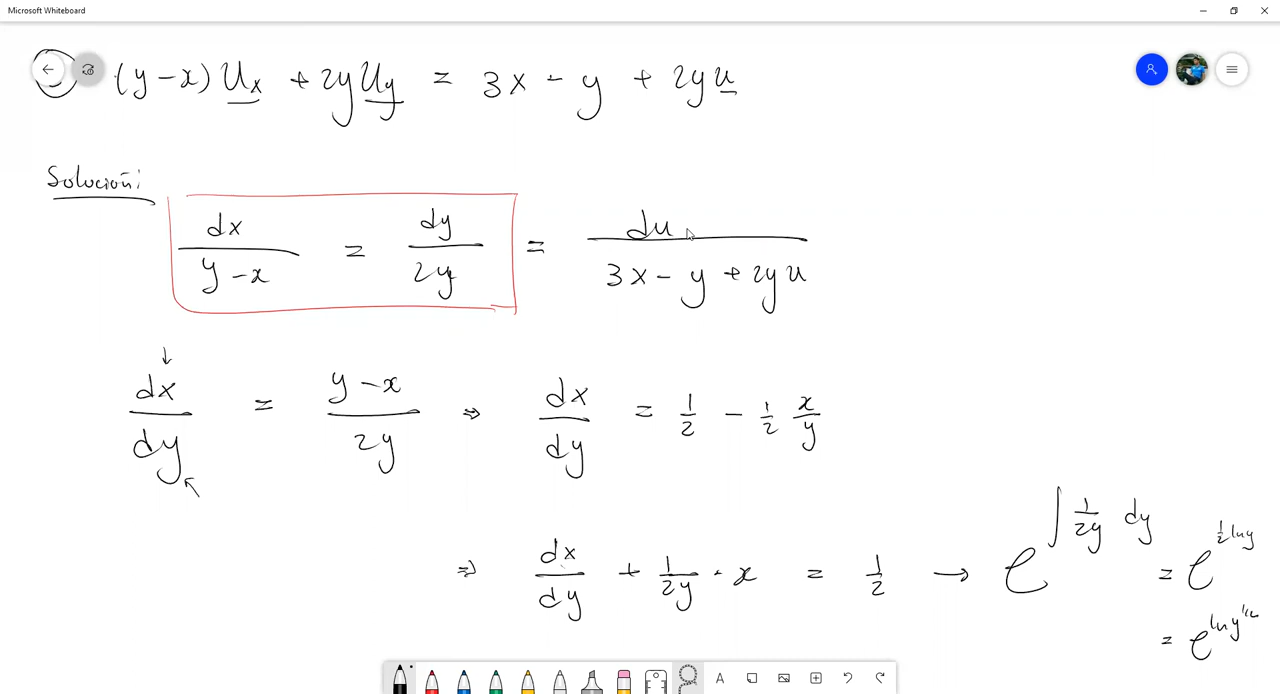 Microsoft Whiteboard
(y-x) Ux + 2y Uy = 3x - y + 2yu
Solución:
dx/(y-x) = dy/2y = du/(3x - y + 2yu)
dx/dy = (y-x)/2y ⇒ dx/dy = 1/2 - 1/2 x/y
⇒ dx/dy + 1/2y · x = 1/2 → e^∫ 1/2y dy = e^1/2 ln y
= e^ln y^1/2